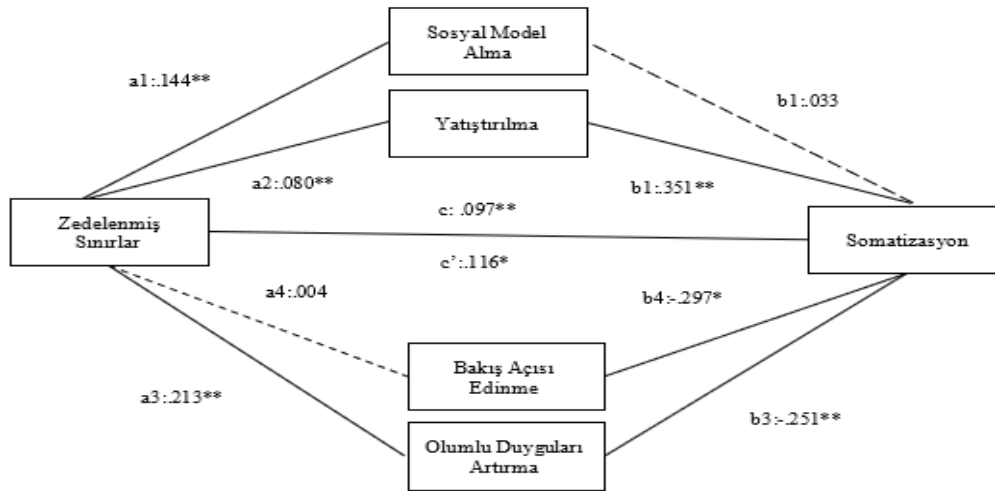 Sosyal Model
Alma
a1:.144**
b1:.033
Yatıştırılma
a2:.080**
b1:.351**
Zedelenmiş
Sınırlar
c: .097**
Somatizasyon
c’:.116*
a4:.004
b4:-.297*
Bakış Açısı
Edinme
a3:.213**
b3:-.251**
Olumlu Duyguları
Artırma